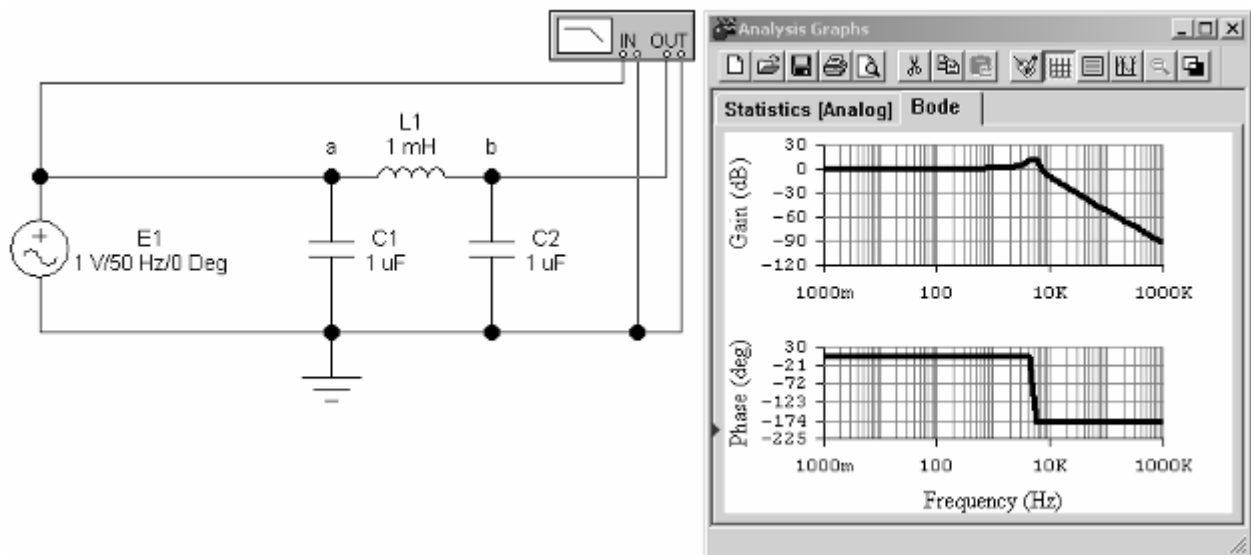 IN OUT
L1
1 mH
a
b
E1
1 V/50 Hz/0 Deg
C1
1 uF
C2
1 uF
Analysis Graphs
Statistics [Analog] Bode
Gain (dB)
30
0
-30
-60
-90
-120
1000m 100 10K 1000K
Phase (deg)
30
-21
-72
-123
-174
-225
1000m 100 10K 1000K
Frequency (Hz)